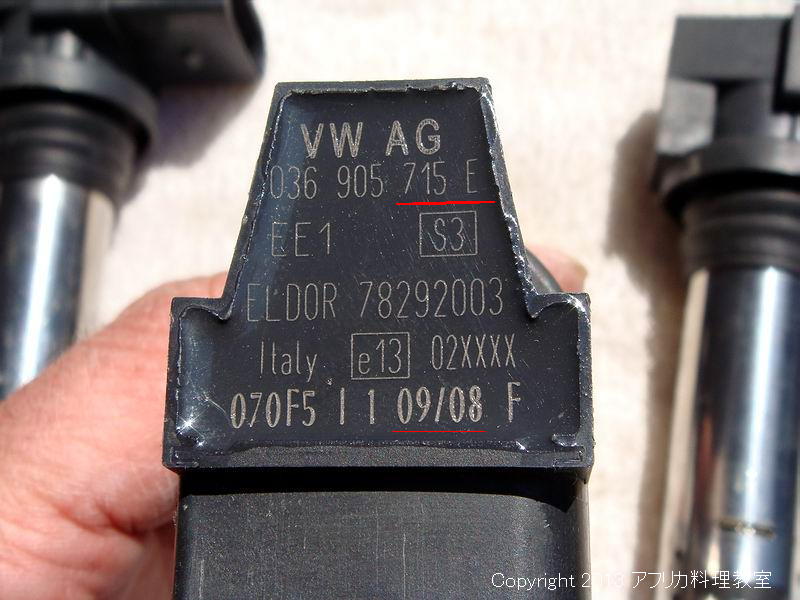 VW AG
036 905 715 E
EE1 S3
ELDOR 78292003
Italy e13 02XXXX
070F5 I 1 09/08 F
Copyright 2013 アフリカ料理教室